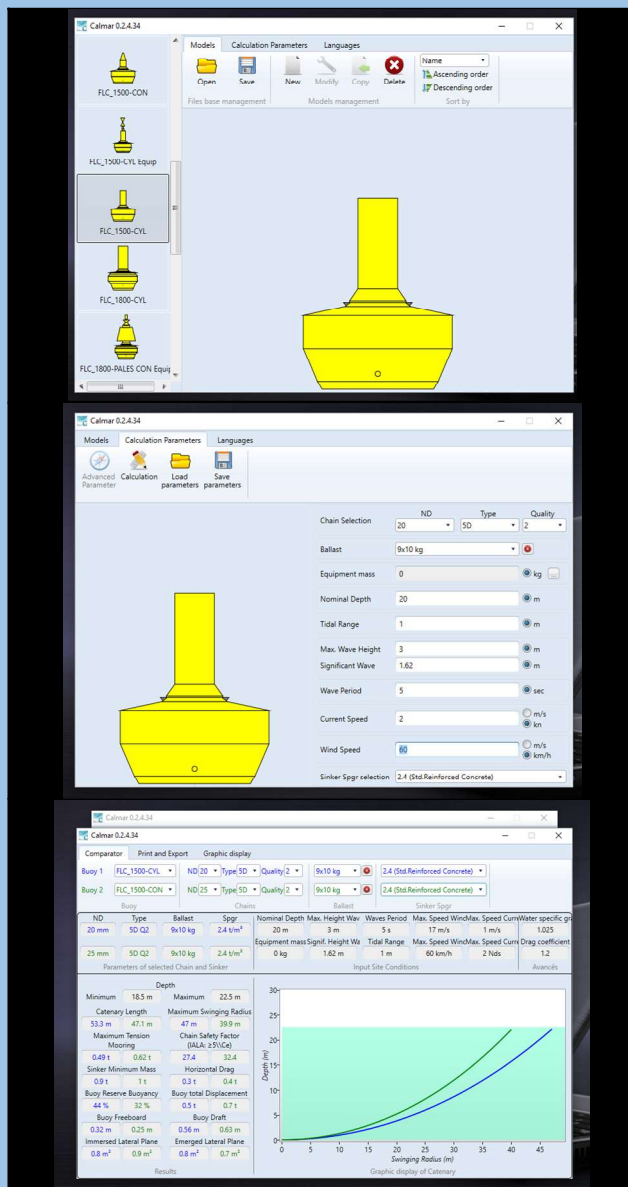 Calmar 0.2.4.34
Models Calculation Parameters Languages
Open Save New Modify Copy Delete
Name
Ascending order
Descending order
Files base management Models management Sort by
FLC_1500-CON
FLC_1500-CYL Equip
FLC_1500-CYL
FLC_1800-CYL
FLC_1800-PALES CON Equip
Calmar 0.2.4.34
Models Calculation Parameters Languages
Advanced Parameter Calculation Load parameters Save parameters
ND Type Quality
Chain Selection 20 5D 2
Ballast 9x10 kg
Equipment mass 0 kg ...
Nominal Depth 20 m
Tidal Range 1 m
Max. Wave Height 3 m
Significant Wave 1.62 m
Wave Period 5 sec
Current Speed 2 m/s
kn
Wind Speed 60 m/s
km/h
Sinker Spgr selection 2.4 (Std.Reinforced Concrete)
Calmar 0.2.4.34
Calmar 0.2.4.34
Comparator Print and Export Graphic display
Buoy 1 FLC_1500-CYL ND 20 Type 5D Quality 2 9x10 kg 2.4 (Std.Reinforced Concrete)
Buoy 2 FLC_1500-CON ND 25 Type 5D Quality 2 9x10 kg 2.4 (Std.Reinforced Concrete)
Buoy Chains Ballast Sinker Spgr
ND Type Ballast Spgr Nominal Depth Max. Height Wav Waves Period Max. Speed Wind Max. Speed Curre Water specific gra
20 mm 5D Q2 9x10 kg 2.4 t/m³ 20 m 3 m 5 s 17 m/s 1 m/s 1.025
Equipment mass Signif. Height Wa Tidal Range Max. Speed Wind Max. Speed Curre Drag coefficient
25 mm 5D Q2 9x10 kg 2.4 t/m³ 0 kg 1.62 m 1 m 60 km/h 2 Nds 1.2
Parameters of selected Chain and Sinker Input Site Conditions Avancés
Depth
Minimum 18.5 m Maximum 22.5 m
Catenary Length Maximum Swinging Radius
53.3 m 47.1 m 47 m 39.9 m
Maximum Tension Mooring Chain Safety Factor (IALA: ≥5\\Ce)
0.49 t 0.62 t 27.4 32.4
Sinker Minimum Mass Horizontal Drag
0.9 t 1 t 0.3 t 0.4 t
Buoy Reserve Buoyancy Buoy total Displacement
44 % 32 % 0.5 t 0.7 t
Buoy Freeboard Buoy Draft
0.32 m 0.25 m 0.56 m 0.63 m
Immersed Lateral Plane Emerged Lateral Plane
0.8 m² 0.9 m² 0.8 m² 0.7 m²
Results
30
25
20
15
10
5
0
Depth (m)
0 5 10 15 20 25 30 35 40 45
Swinging Radius (m)
Graphic display of Catenary